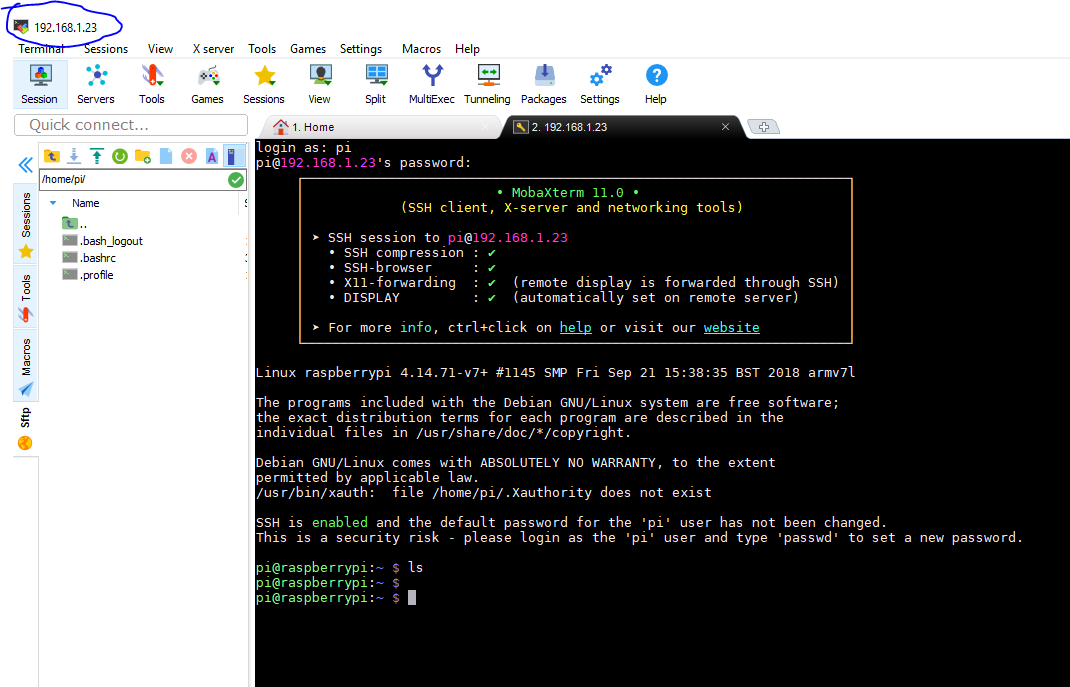 192.168.1.23
Terminal Sessions View X server Tools Games Settings Macros Help
Session Servers Tools Games Sessions View Split MultiExec Tunneling Packages Settings Help
Quick connect...
1. Home
2. 192.168.1.23
/home/pi/
Name
..
.bash_logout
.bashrc
.profile
Sessions
Tools
Macros
Sftp
login as: pi
pi@192.168.1.23's password:
• MobaXterm 11.0 •
(SSH client, X-server and networking tools)
➤ SSH session to pi@192.168.1.23
• SSH compression : ✔
• SSH-browser : ✔
• X11-forwarding : ✔ (remote display is forwarded through SSH)
• DISPLAY : ✔ (automatically set on remote server)
➤ For more info, ctrl+click on help or visit our website
Linux raspberrypi 4.14.71-v7+ #1145 SMP Fri Sep 21 15:38:35 BST 2018 armv7l
The programs included with the Debian GNU/Linux system are free software;
the exact distribution terms for each program are described in the
individual files in /usr/share/doc/*/copyright.
Debian GNU/Linux comes with ABSOLUTELY NO WARRANTY, to the extent
permitted by applicable law.
/usr/bin/xauth: file /home/pi/.Xauthority does not exist
SSH is enabled and the default password for the 'pi' user has not been changed.
This is a security risk - please login as the 'pi' user and type 'passwd' to set a new password.
pi@raspberrypi:~ $ ls
pi@raspberrypi:~ $
pi@raspberrypi:~ $